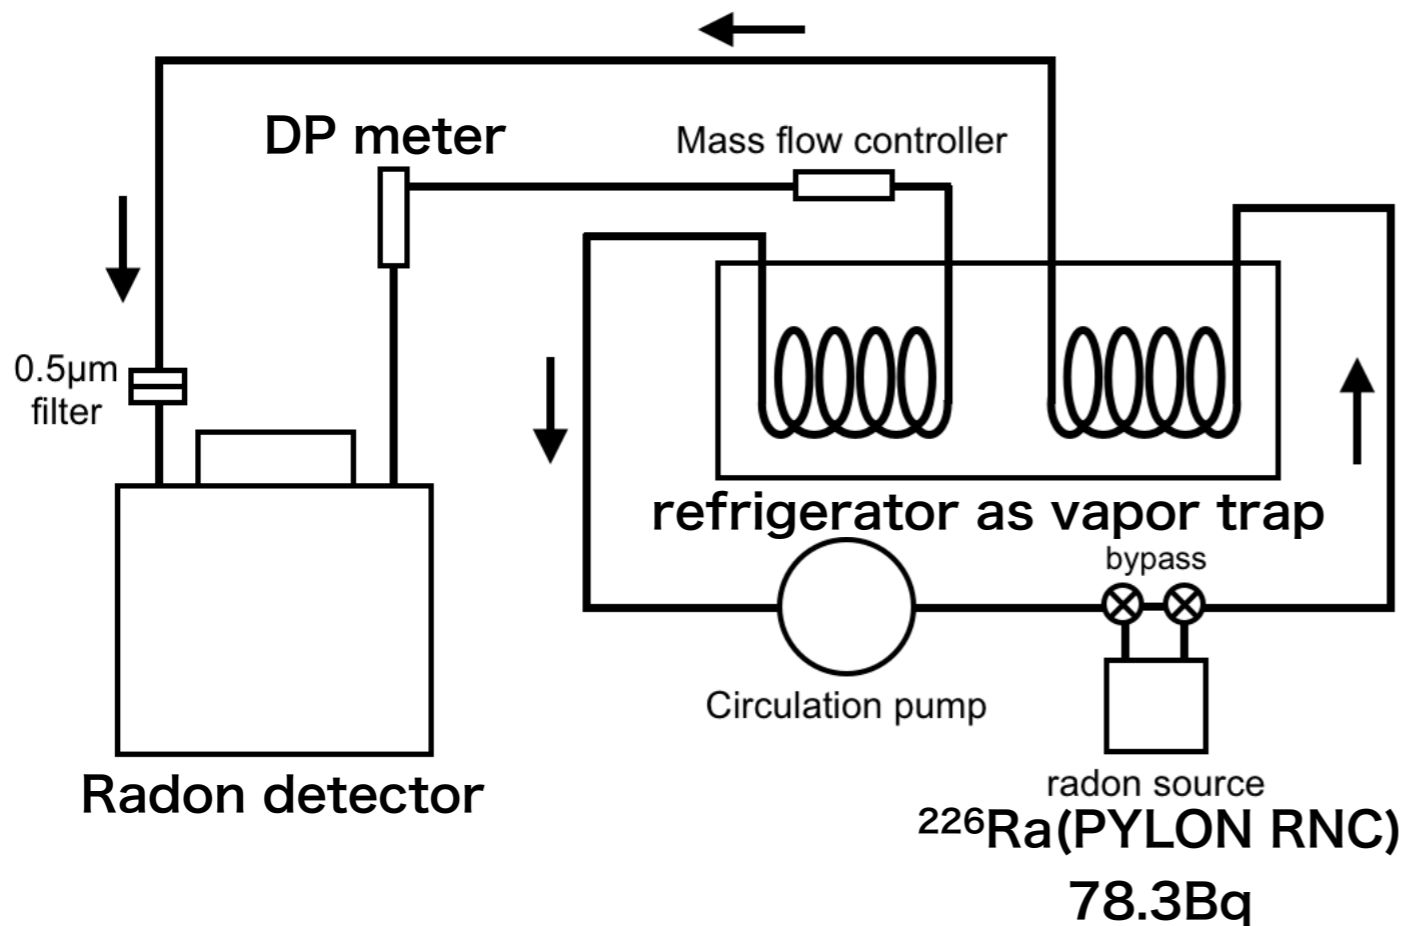 DP meter
Mass flow controller
0.5μm
filter
refrigerator as vapor trap
bypass
Circulation pump
Radon detector
radon source
²²⁶Ra(PYLON RNC)
78.3Bq